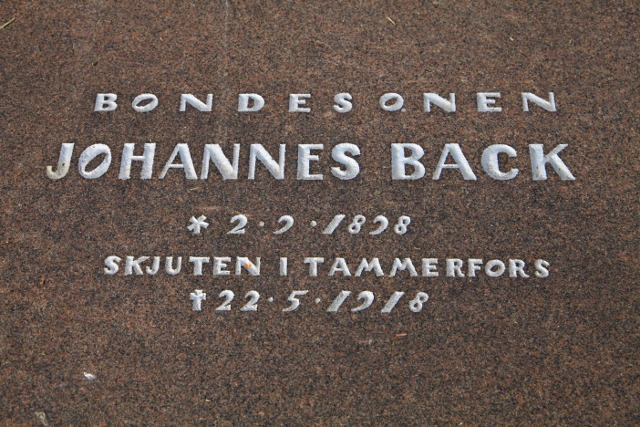 BONDESONEN
JOHANNES BACK
* 2·9·1898
SKJUTEN I TAMMERFORS
† 22·5·1918